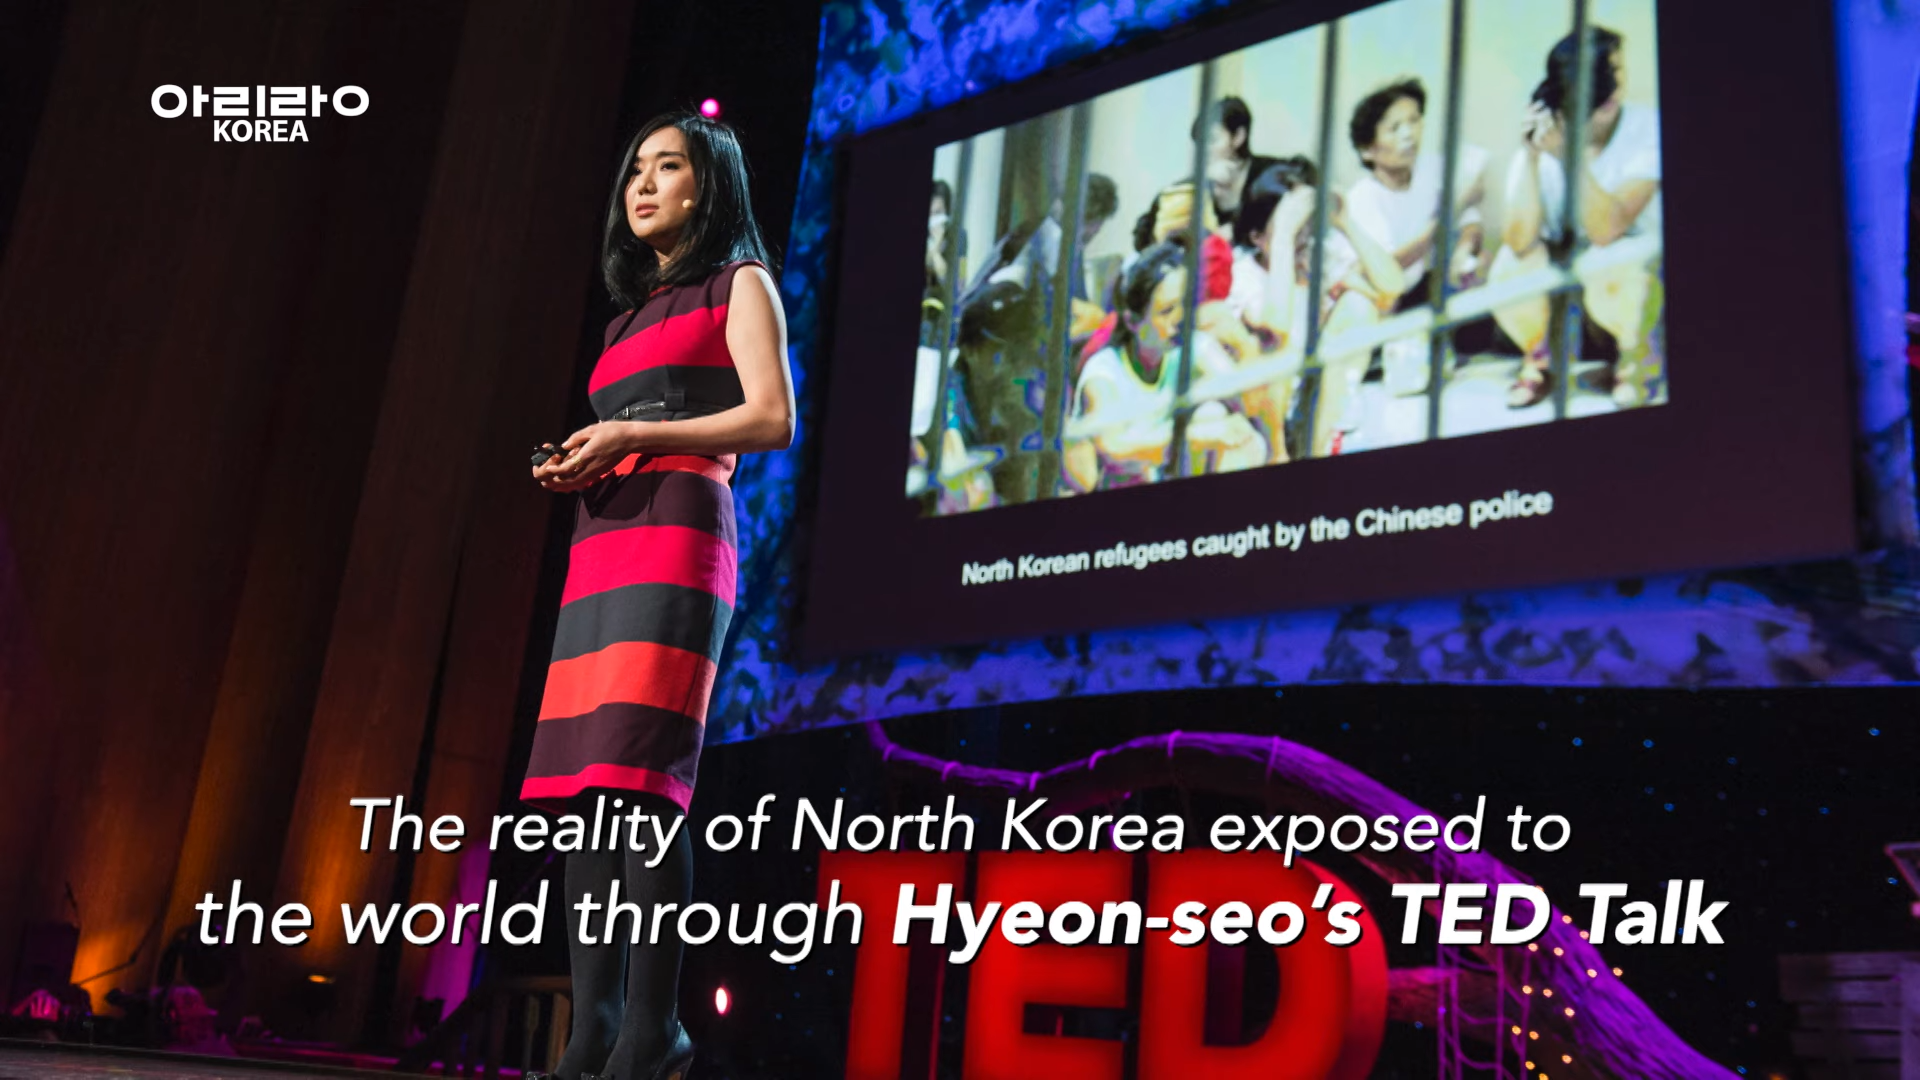 아리랑
KOREA
North Korean refugees caught by the Chinese police
The reality of North Korea exposed to
the world through Hyeon-seo's TED Talk
TED